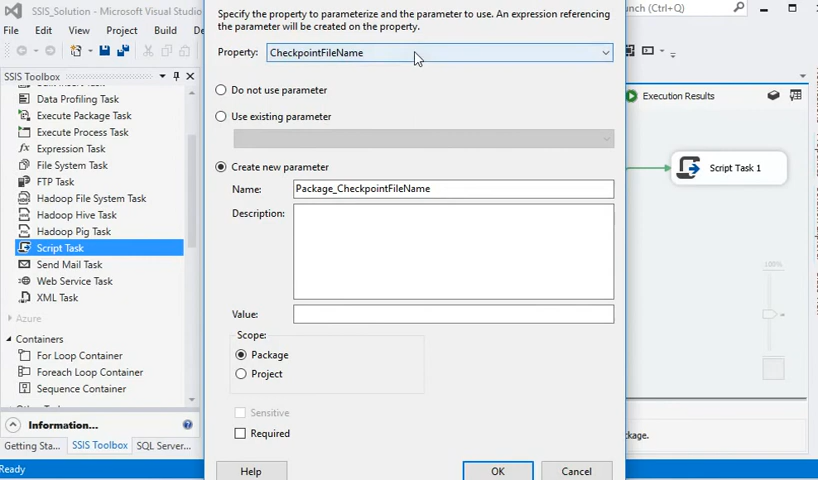 SSIS_Solution - Microsoft Visual Studio
File Edit View Project Build
SSIS Toolbox
Data Profiling Task
Execute Package Task
Execute Process Task
Expression Task
File System Task
FTP Task
Hadoop File System Task
Hadoop Hive Task
Hadoop Pig Task
Script Task
Send Mail Task
Web Service Task
XML Task
Azure
Containers
For Loop Container
Foreach Loop Container
Sequence Container
Information...
Getting Sta... SSIS Toolbox SQL Server...
Ready
Specify the property to parameterize and the parameter to use. An expression referencing
the parameter will be created on the property.
Property: CheckpointFileName
Do not use parameter
Use existing parameter
Create new parameter
Name: Package_CheckpointFileName
Description:
Value:
Scope:
Package
Project
Sensitive
Required
Help OK Cancel
unch (Ctrl+Q)
Execution Results
Script Task 1
100%
kage.